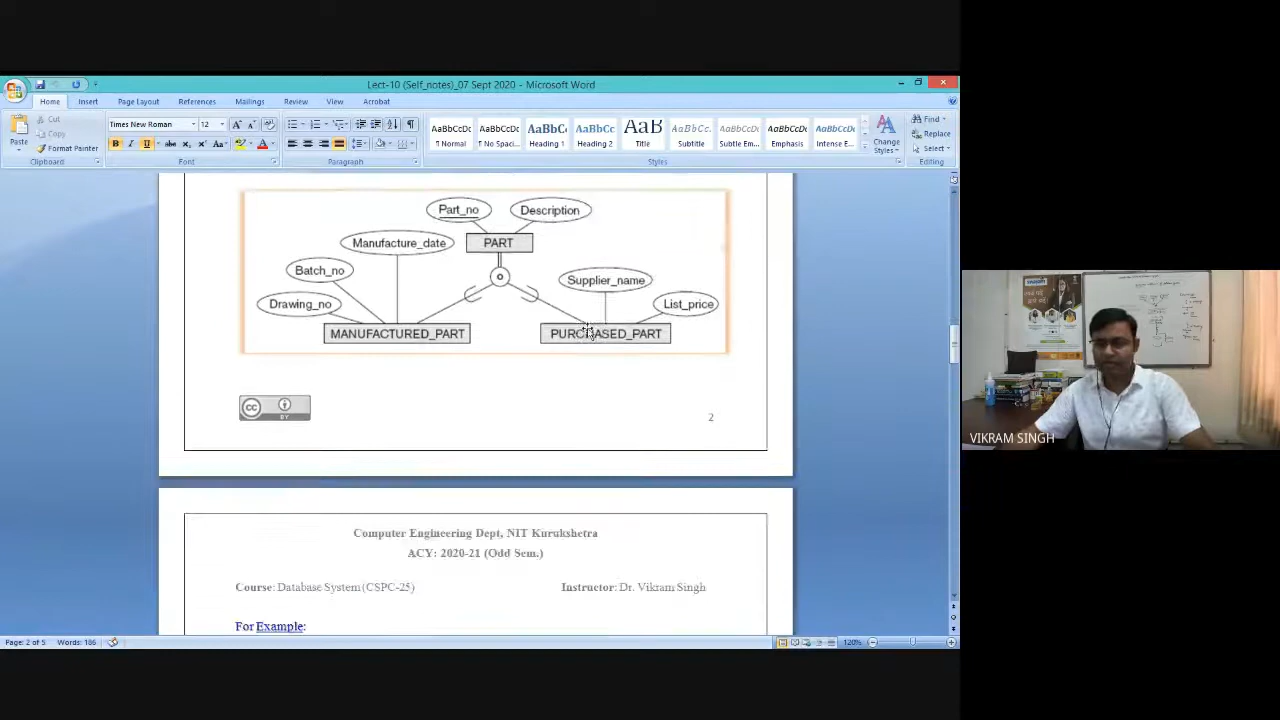 Lect-10 (Self_notes)_07 Sept 2020 - Microsoft Word
Home Insert Page Layout References Mailings Review View Acrobat
Cut
Copy
Format Painter
Paste
Clipboard
Times New Roman 12
Font
Paragraph
AaBbCcDc AaBbCcDc AaBbC AaBbCc AaB AaBbCc. AaBbCcDc AaBbCcDc AaBbCcDc
¶ Normal ¶ No Spaci... Heading 1 Heading 2 Title Subtitle Subtle Em... Emphasis Intense E...
Change Styles
Styles
Find
Replace
Select
Editing
Part_no Description
Manufacture_date PART
Batch_no Supplier_name
Drawing_no o List_price
MANUFACTURED_PART PURCHASED_PART
CC BY
2
Computer Engineering Dept, NIT Kurukshetra
ACY: 2020-21 (Odd Sem.)
Course: Database System (CSPC-25) Instructor: Dr. Vikram Singh
For Example:
Page: 2 of 5 Words: 186 120%
VIKRAM SINGH